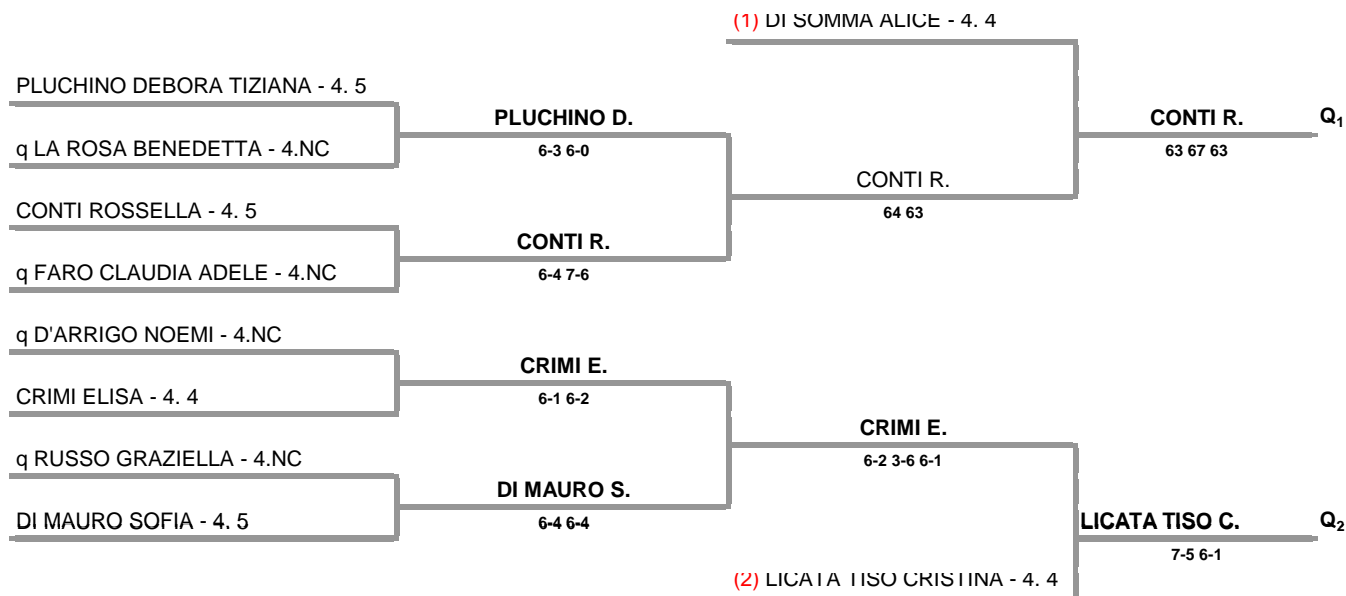 (1) DI SOMMA ALICE - 4. 4
PLUCHINO DEBORA TIZIANA - 4. 5
PLUCHINO D.
CONTI R.
Q1
q LA ROSA BENEDETTA - 4.NC
6-3 6-0
63 67 63
CONTI R.
CONTI ROSSELLA - 4. 5
64 63
CONTI R.
q FARO CLAUDIA ADELE - 4.NC
6-4 7-6
q D'ARRIGO NOEMI - 4.NC
CRIMI E.
CRIMI ELISA - 4. 4
6-1 6-2
CRIMI E.
q RUSSO GRAZIELLA - 4.NC
6-2 3-6 6-1
DI MAURO S.
DI MAURO SOFIA - 4. 5
6-4 6-4
LICATA TISO C.
Q2
7-5 6-1
(2) LICATA TISO CRISTINA - 4. 4